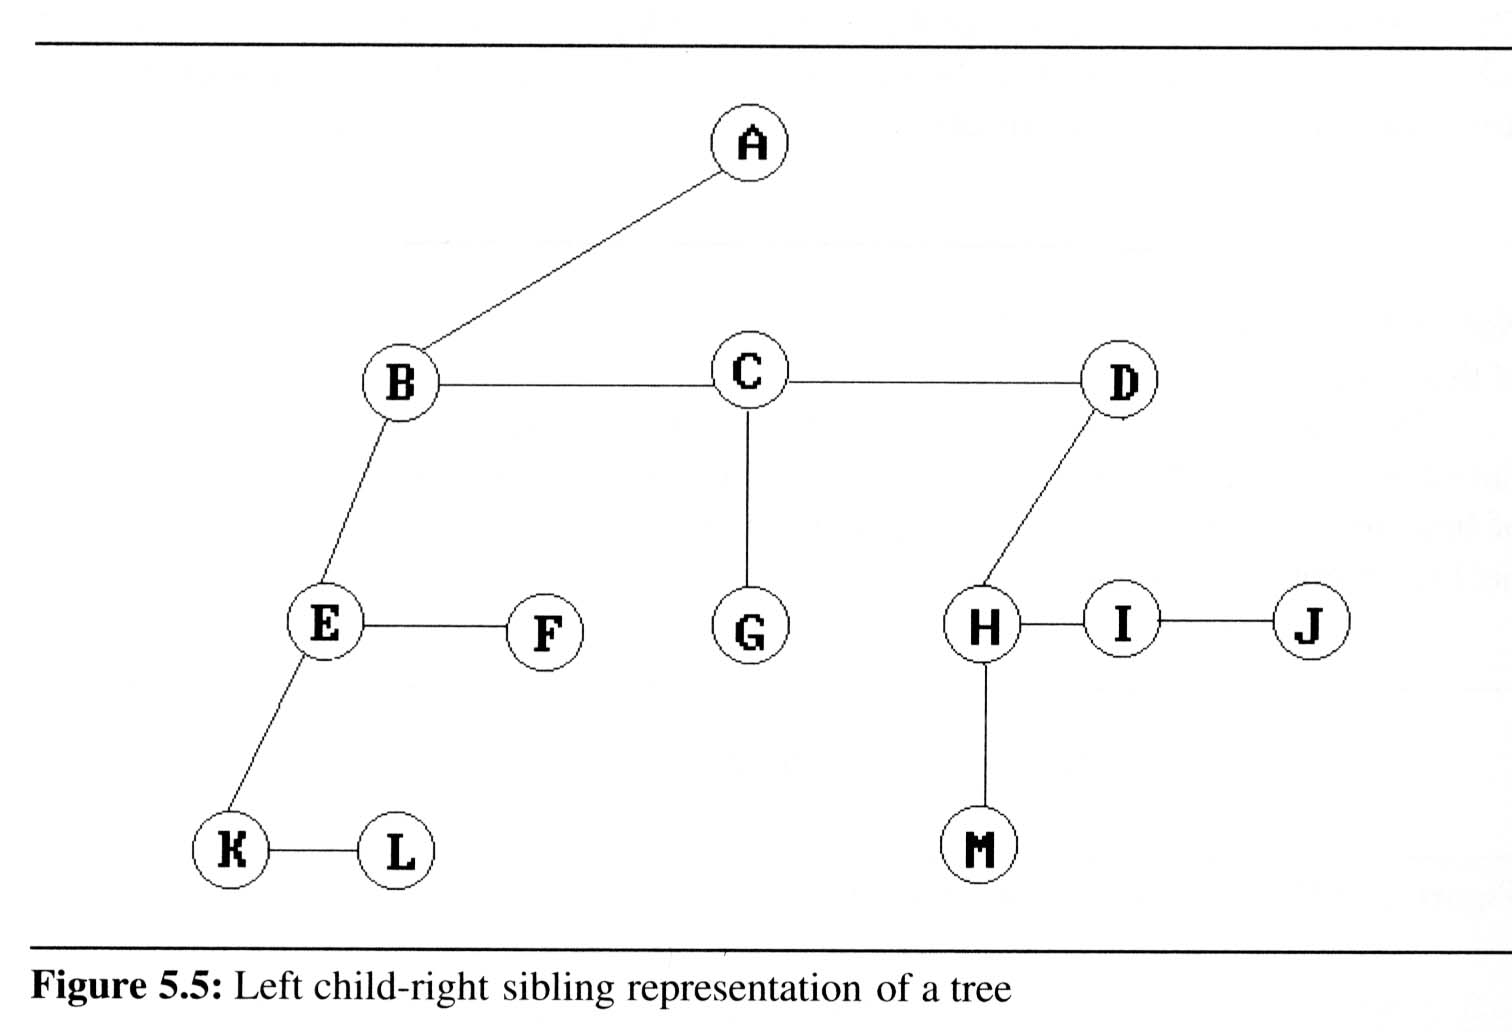 A
B C D
E F G H I J
K L M
Figure 5.5: Left child-right sibling representation of a tree